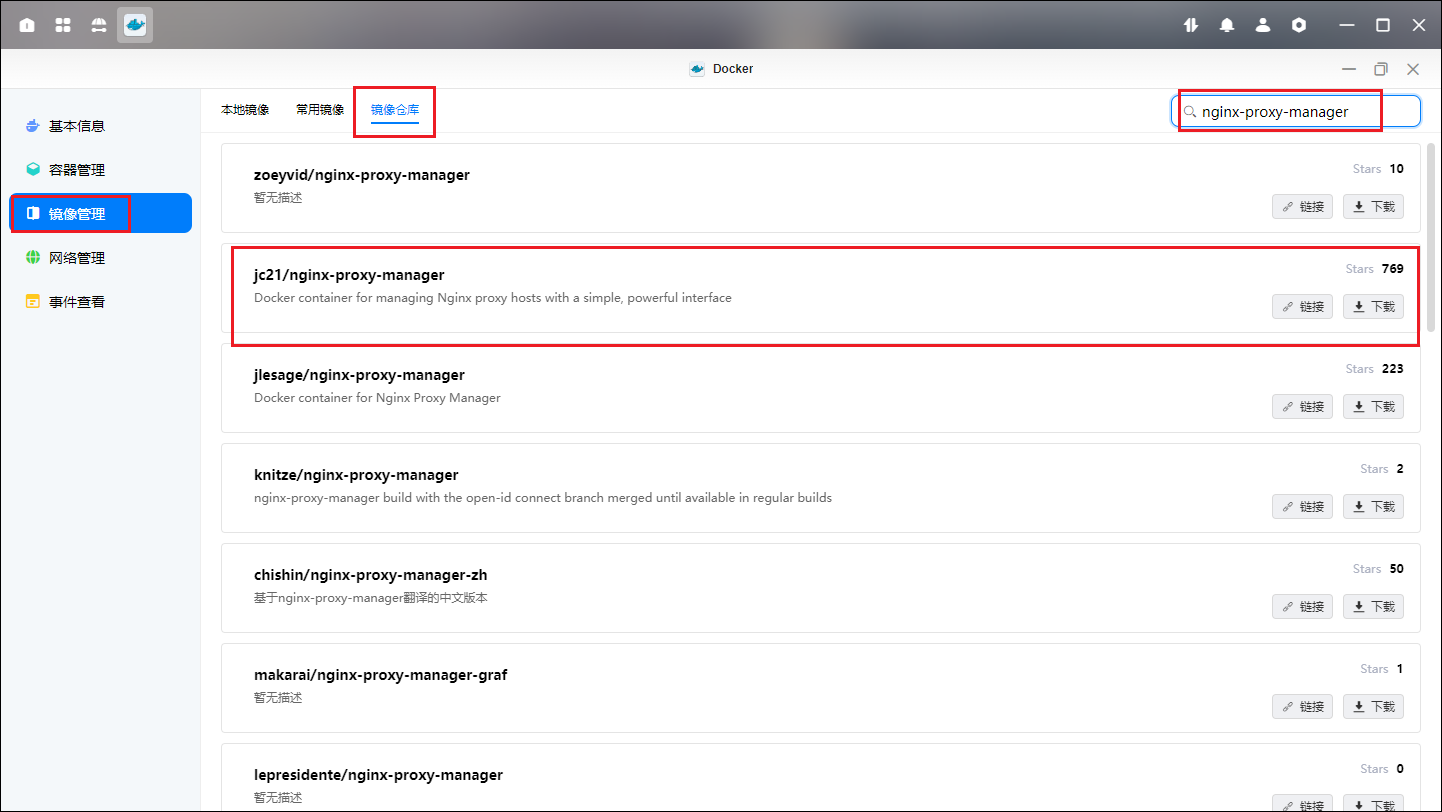 Docker
基本信息
容器管理
镜像管理
网络管理
事件查看
本地镜像
常用镜像
镜像仓库
nginx-proxy-manager
zoeyvid/nginx-proxy-manager
暂无描述
Stars 10
链接
下载
jc21/nginx-proxy-manager
Docker container for managing Nginx proxy hosts with a simple, powerful interface
Stars 769
链接
下载
jlesage/nginx-proxy-manager
Docker container for Nginx Proxy Manager
Stars 223
链接
下载
knitze/nginx-proxy-manager
nginx-proxy-manager build with the open-id connect branch merged until available in regular builds
Stars 2
链接
下载
chishin/nginx-proxy-manager-zh
基于nginx-proxy-manager翻译的中文版本
Stars 50
链接
下载
makarai/nginx-proxy-manager-graf
暂无描述
Stars 1
链接
下载
lepresidente/nginx-proxy-manager
暂无描述
Stars 0
链接
下载